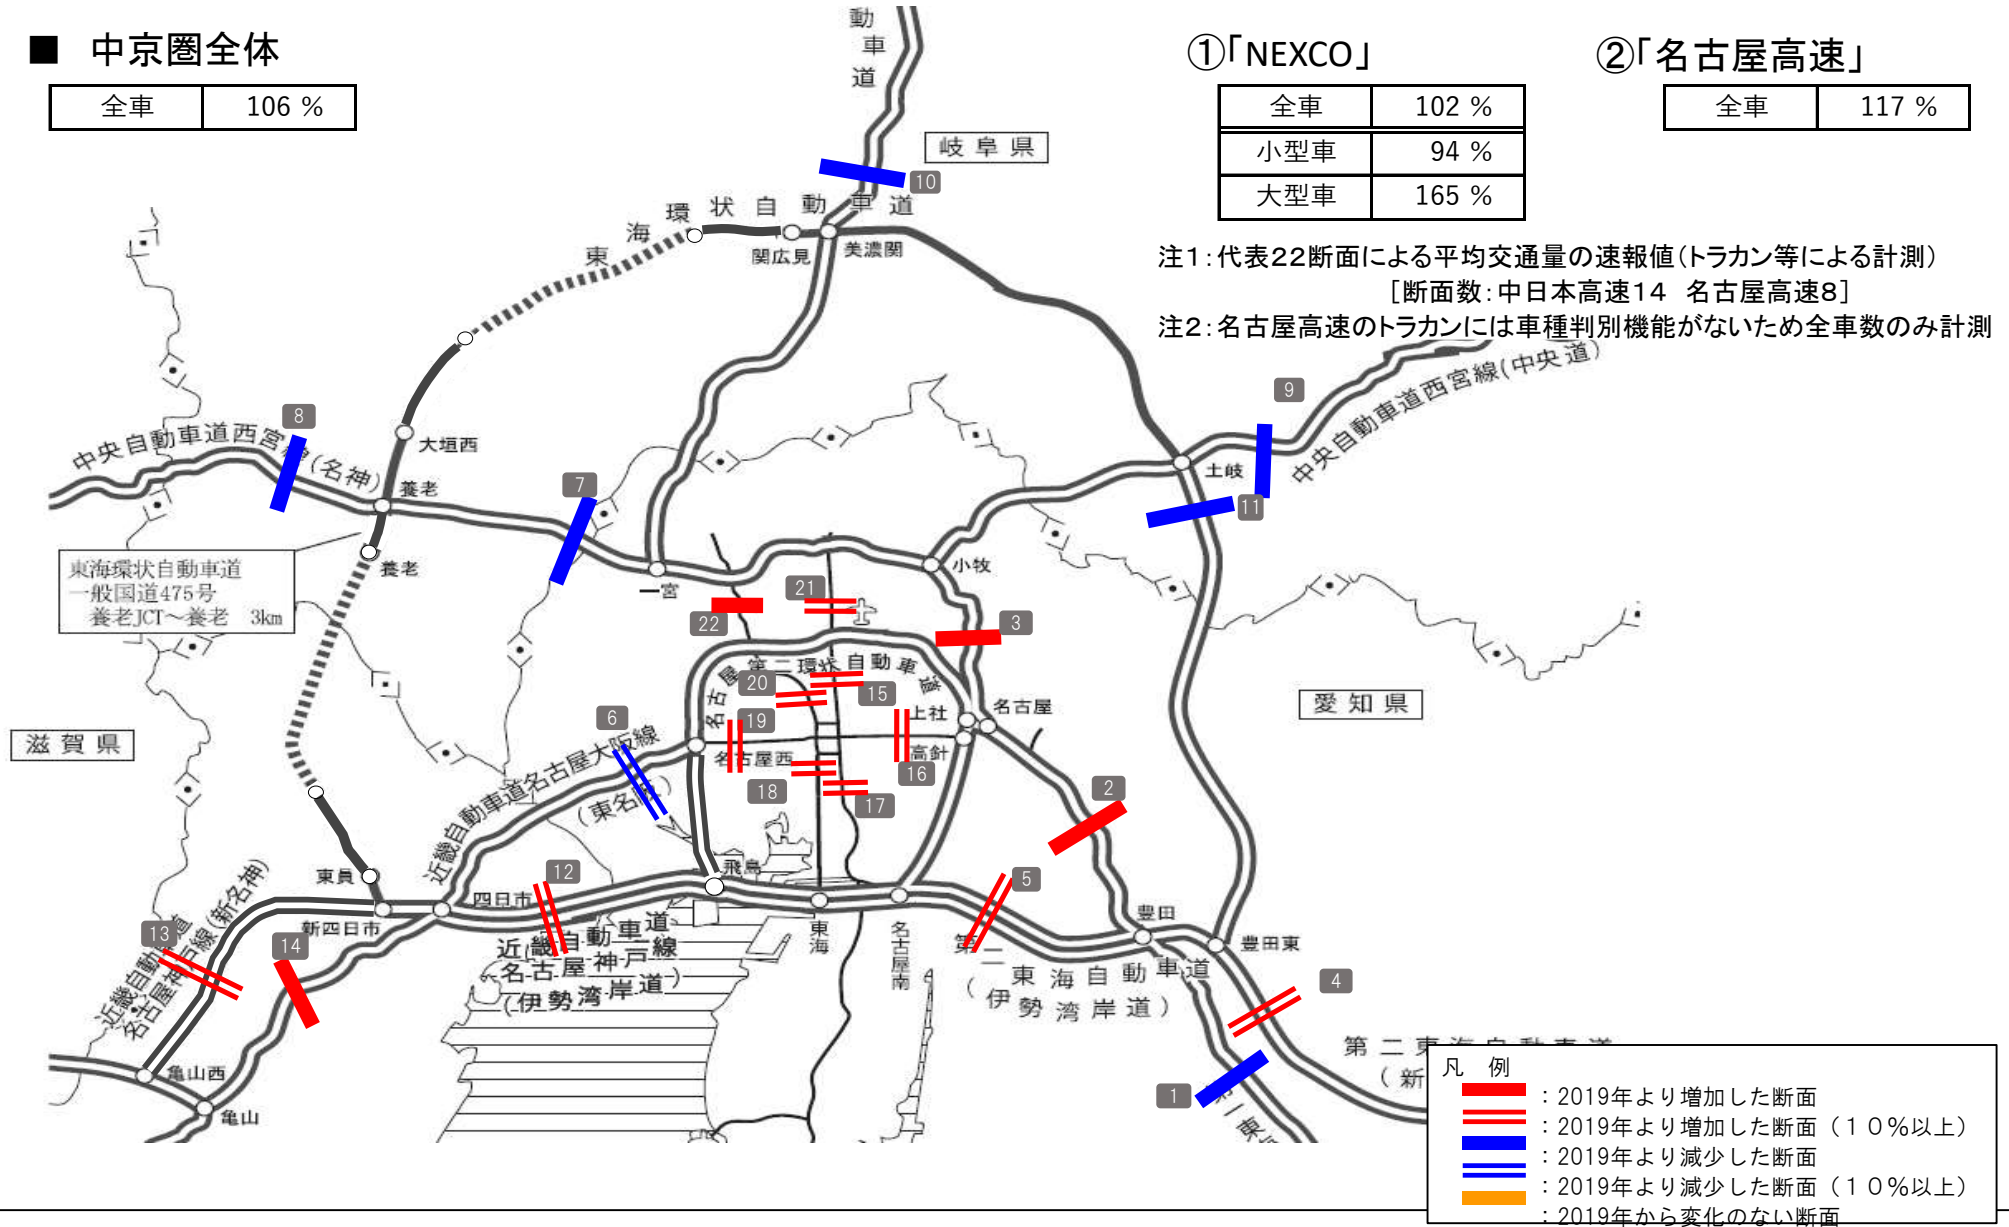 ■ 中京圏全体
全車 106 %
①「NEXCO」
全車 102 %
小型車 94 %
大型車 165 %
②「名古屋高速」
全車 117 %
注1：代表22断面による平均交通量の速報値（トラカン等による計測）
［断面数：中日本高速14 名古屋高速8］
注2：名古屋高速のトラカンには車種判別機能がないため全車数のみ計測
動車道
岐阜県
10
東海環状自動車道
関広見
美濃関
9
中央自動車道西宮線(中央道)
8
中央自動車道西宮線(名神)
大垣西
養老
7
土岐
11
養老
東海環状自動車道
一般国道475号
養老JCT～養老 3km
一宮
小牧
21
22
3
名古屋第二環状自動車道
20
15
19
上社
名古屋
愛知県
滋賀県
6
名古屋西
高針
16
18
17
2
近畿自動車道名古屋大阪線
(東名阪)
飛島
東員
12
5
四日市
新四日市
東海
名古屋南
豊田
豊田東
13
14
近畿自動車道
名古屋神戸線(新名神)
近畿自動車道
名古屋神戸線
(伊勢湾岸道)
第二東海自動車道
(伊勢湾岸道)
4
亀山西
亀山
1
第一東
第二東海自動車道
(新
凡 例
：2019年より増加した断面
：2019年より増加した断面（１０％以上）
：2019年より減少した断面
：2019年より減少した断面（１０％以上）
：2019年から変化のない断面